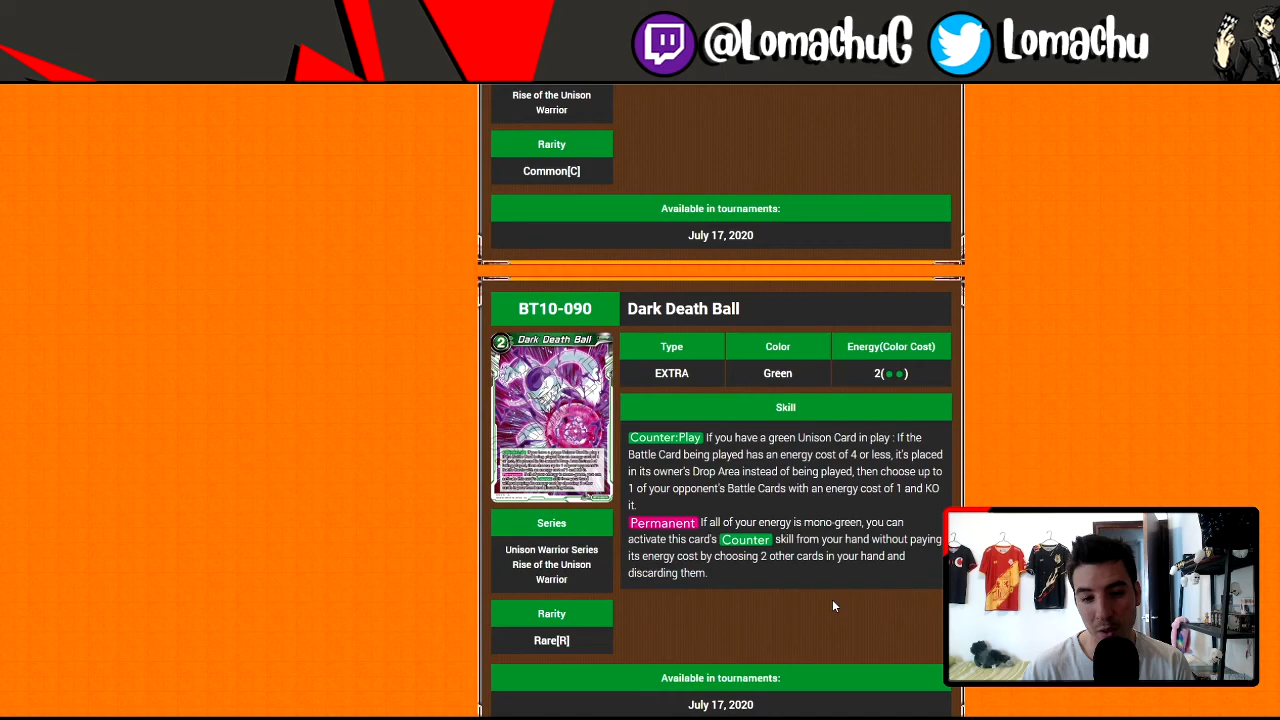 @LomachuG
Lomachu
Rise of the Unison
Warrior
Rarity
Common[C]
Available in tournaments:
July 17, 2020
BT10-090
Dark Death Ball
2
Dark Death Ball
Type
Color
Energy(Color Cost)
EXTRA
Green
2(●●)
Skill
Counter:Play If you have a green Unison Card in play : If the
Battle Card being played has an energy cost of 4 or less, it's placed
in its owner's Drop Area instead of being played, then choose up to
1 of your opponent's Battle Cards with an energy cost of 1 and KO
it.
Permanent If all of your energy is mono-green, you can
activate this card's Counter skill from your hand without paying
its energy cost by choosing 2 other cards in your hand and
discarding them.
Series
Unison Warrior Series
Rise of the Unison
Warrior
Rarity
Rare[R]
Available in tournaments:
July 17, 2020